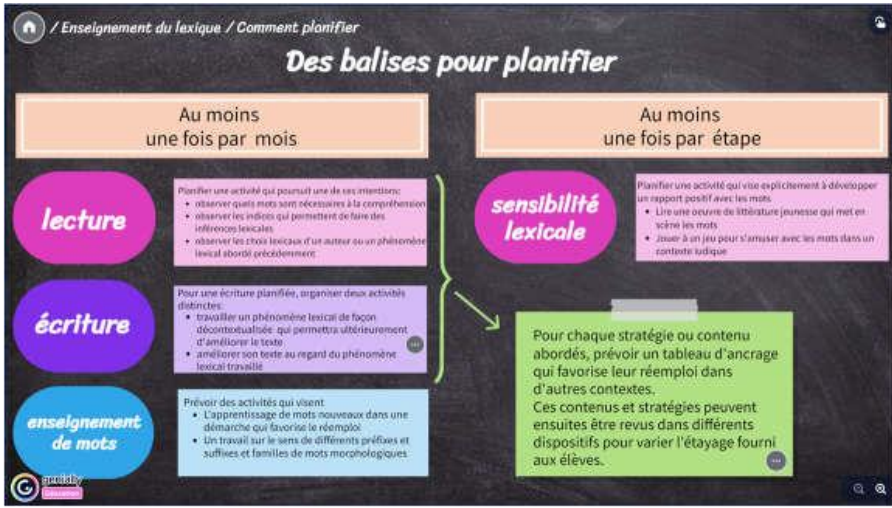 / Enseignement du lexique / Comment planifier
Des balises pour planifier
Au moins
une fois par mois
lecture
Planifier une activité qui poursuit une de ces intentions:
observer quels mots sont nécessaires à la compréhension
observer les indices qui permettent de faire des
inférences lexicales
observer les choix lexicaux d'un auteur ou un phénomène
lexical abordé précédemment
écriture
Pour une écriture planifiée, organiser deux activités
distinctes:
travailler un phénomène lexical de façon
décontextualisée qui permettra ultérieurement
d'améliorer le texte
améliorer son texte au regard du phénomène
lexical travaillé
enseignement
de mots
Prévoir des activités qui visent
L'apprentissage de mots nouveaux dans une
démarche qui favorise le réemploi
Un travail sur le sens de différents préfixes et
suffixes et familles de mots morphologiques
Au moins
une fois par étape
sensibilité
lexicale
Planifier une activité qui vise explicitement à développer
un rapport positif avec les mots
Lire une oeuvre de littérature jeunesse qui met en
scène les mots
Jouer à un jeu pour s'amuser avec les mots dans un
contexte ludique
Pour chaque stratégie ou contenu
abordés, prévoir un tableau d'ancrage
qui favorise leur réemploi dans
d'autres contextes.
Ces contenus et stratégies peuvent
ensuites être revus dans différents
dispositifs pour varier l'étayage fourni
aux élèves.
genially
Education